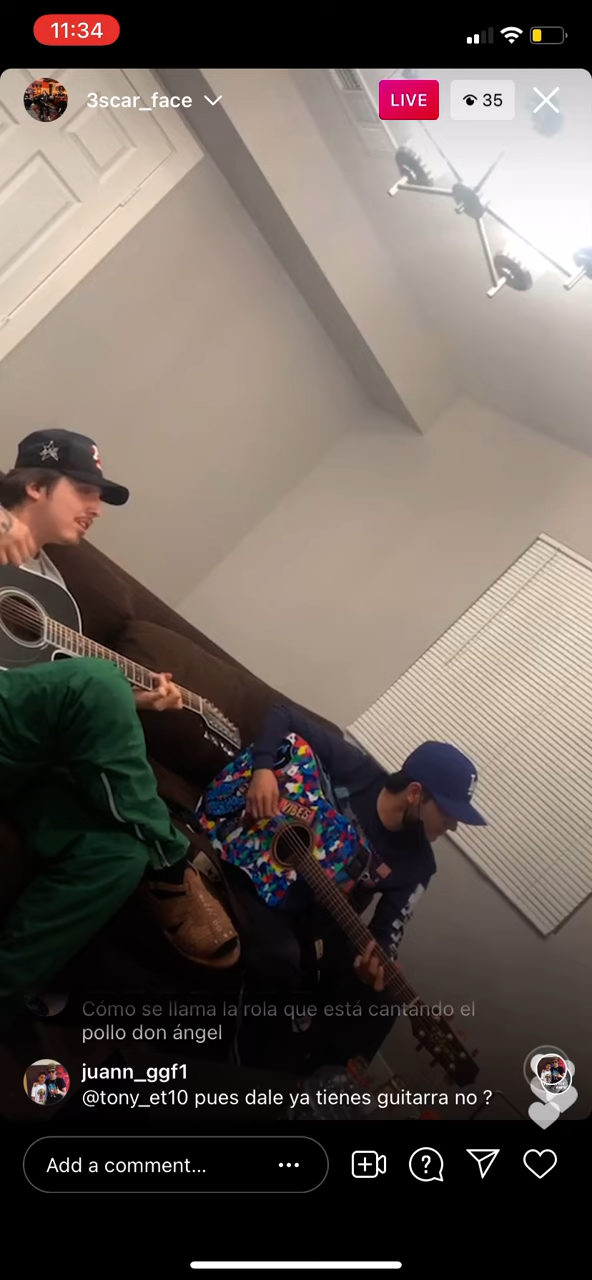 11:34
3scar_face
LIVE
35
VIBES
Cómo se llama la rola que está cantando el
pollo don ángel
juann_ggf1
@tony_et10 pues dale ya tienes guitarra no ?
Add a comment...